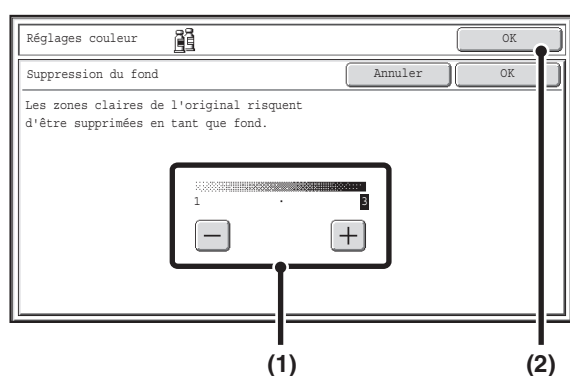 Réglages couleur OK
Suppression du fond Annuler OK
Les zones claires de l'original risquent
d'être supprimées en tant que fond.
1 · 3
− +
(1) (2)